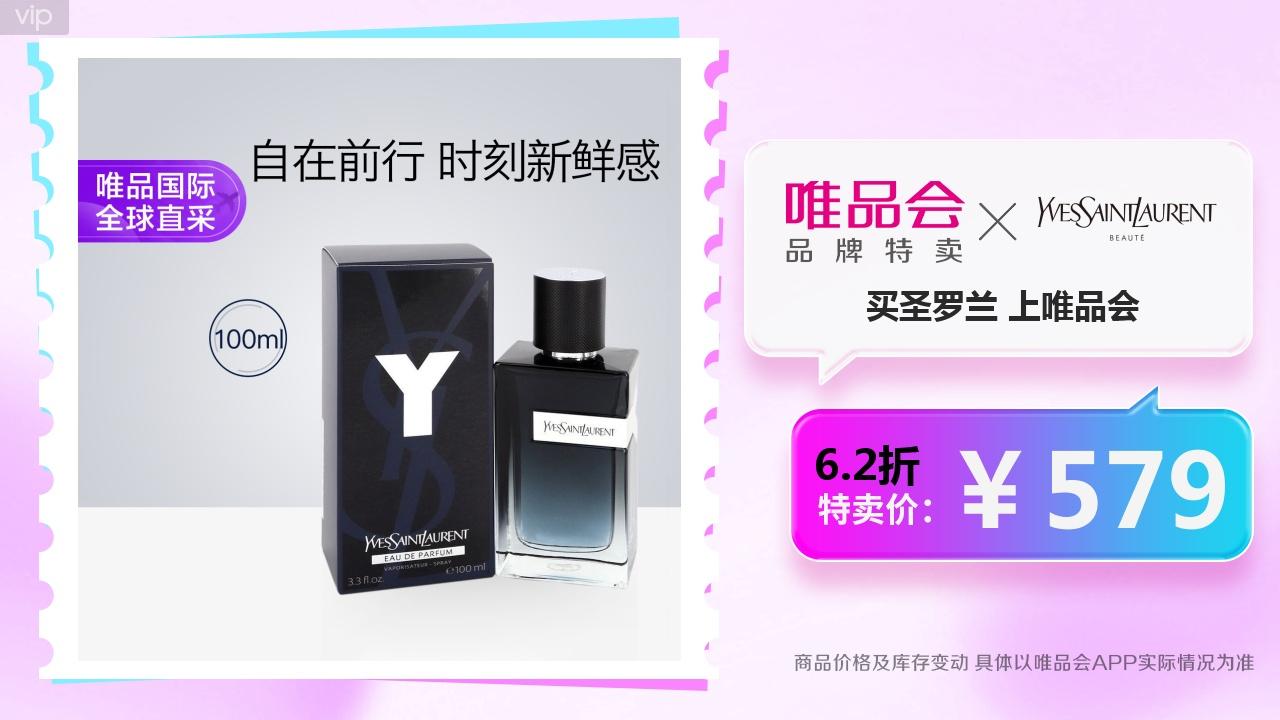 vip
自在前行 时刻新鲜感
唯品国际
全球直采
100ml
Y
YVESSAINTLAURENT
EAU DE PARFUM
VAPORISATEUR - SPRAY
3.3 fl.oz. ℮100 ml
YVESSAINTLAURENT
唯品会
品牌特卖
×
YVESSAINTLAURENT
BEAUTÉ
买圣罗兰 上唯品会
6.2折
特卖价：
¥579
商品价格及库存变动 具体以唯品会APP实际情况为准